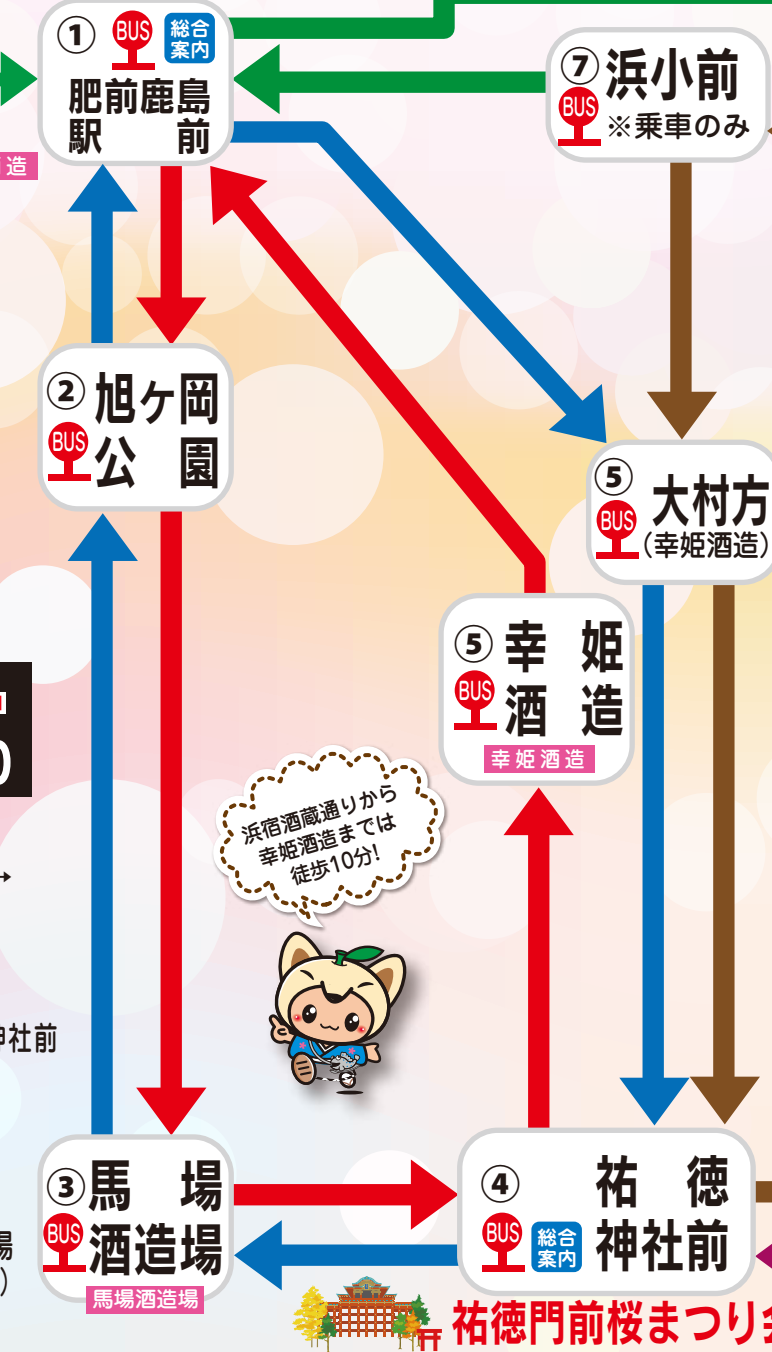 ① BUS 総合
案内
肥前鹿島
駅 前
造
⑦ BUS 浜小前
※乗車のみ
② BUS 旭ケ岡
公 園
⑤ BUS 大村方
(幸姫酒造)
⑤ BUS 幸 姫
酒 造
幸姫酒造
浜宿酒蔵通りから
幸姫酒造までは
徒歩10分!
神社前
③ BUS 馬 場
酒造場
馬場酒造場
場
)
④ BUS 総合
案内
祐 徳
神社前
祐徳門前桜まつり